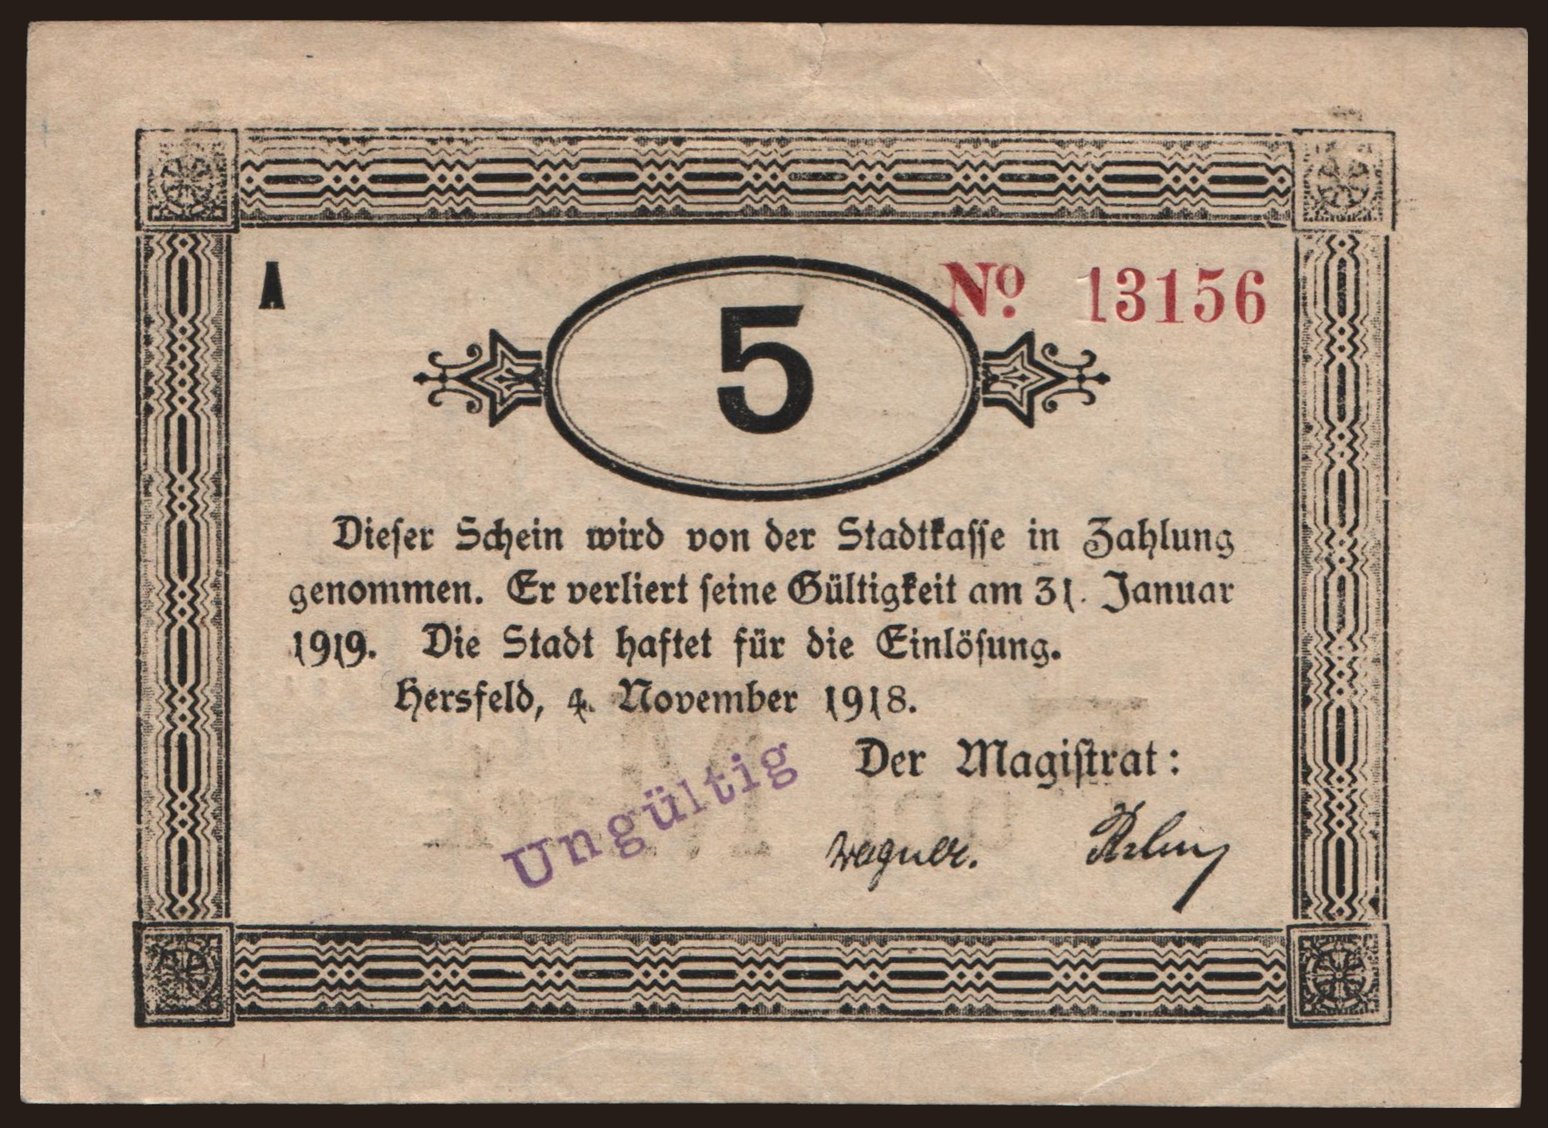 A
No. 13156
5
Dieser Schein wird von der Stadtkasse in Zahlung
genommen. Er verliert seine Gültigkeit am 31. Januar
1919. Die Stadt haftet für die Einlösung.
Hersfeld, 4. November 1918.
Der Magistrat:
Ungültig
Wagner.